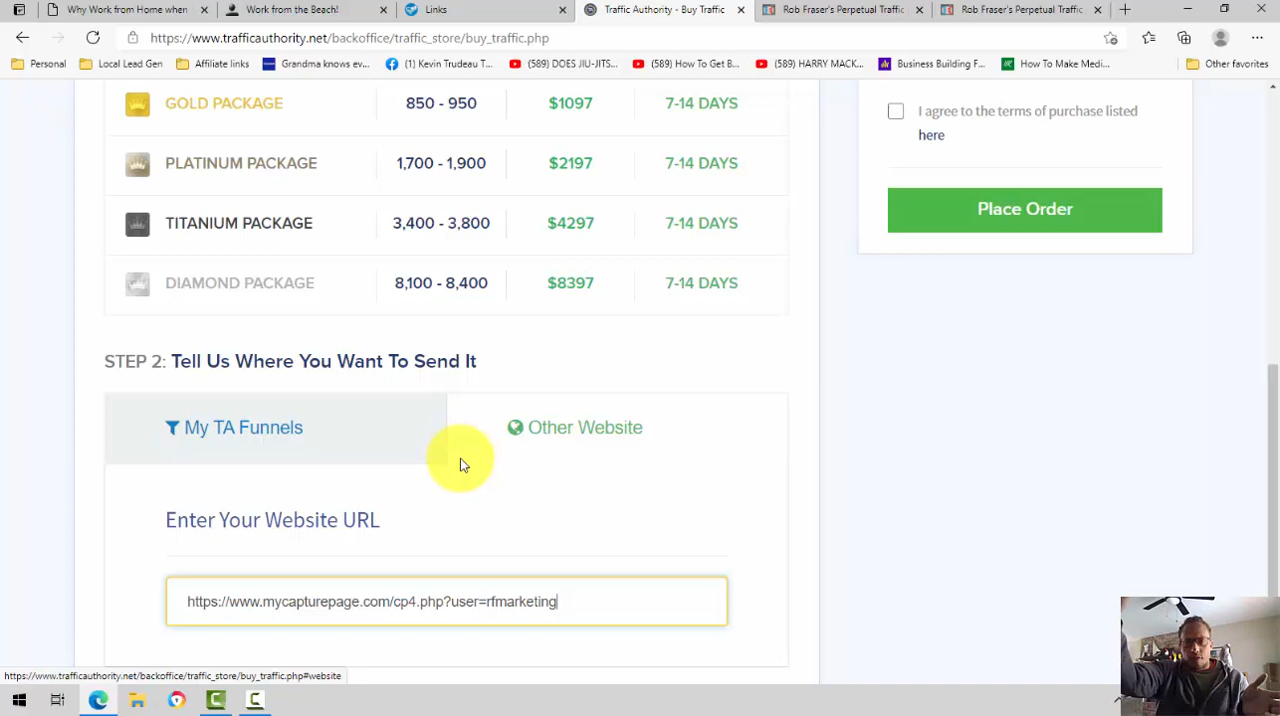 Why Work from Home when
Work from the Beach!
Links
Traffic Authority - Buy Traffic
Rob Fraser's Perpetual Traffic
Rob Fraser's Perpetual Traffic
https://www.trafficauthority.net/backoffice/traffic_store/buy_traffic.php
Personal
Local Lead Gen
Affiliate links
Grandma knows ev...
(1) Kevin Trudeau T...
(589) DOES JIU-JITS...
(589) How To Get B...
(589) HARRY MACK...
Business Building F...
How To Make Medi...
Other favorites
GOLD PACKAGE 850 - 950 $1097 7-14 DAYS
PLATINUM PACKAGE 1,700 - 1,900 $2197 7-14 DAYS
TITANIUM PACKAGE 3,400 - 3,800 $4297 7-14 DAYS
DIAMOND PACKAGE 8,100 - 8,400 $8397 7-14 DAYS
I agree to the terms of purchase listed
here
Place Order
STEP 2: Tell Us Where You Want To Send It
My TA Funnels
Other Website
Enter Your Website URL
https://www.mycapturepage.com/cp4.php?user=rfmarketing
https://www.trafficauthority.net/backoffice/traffic_store/buy_traffic.php#website